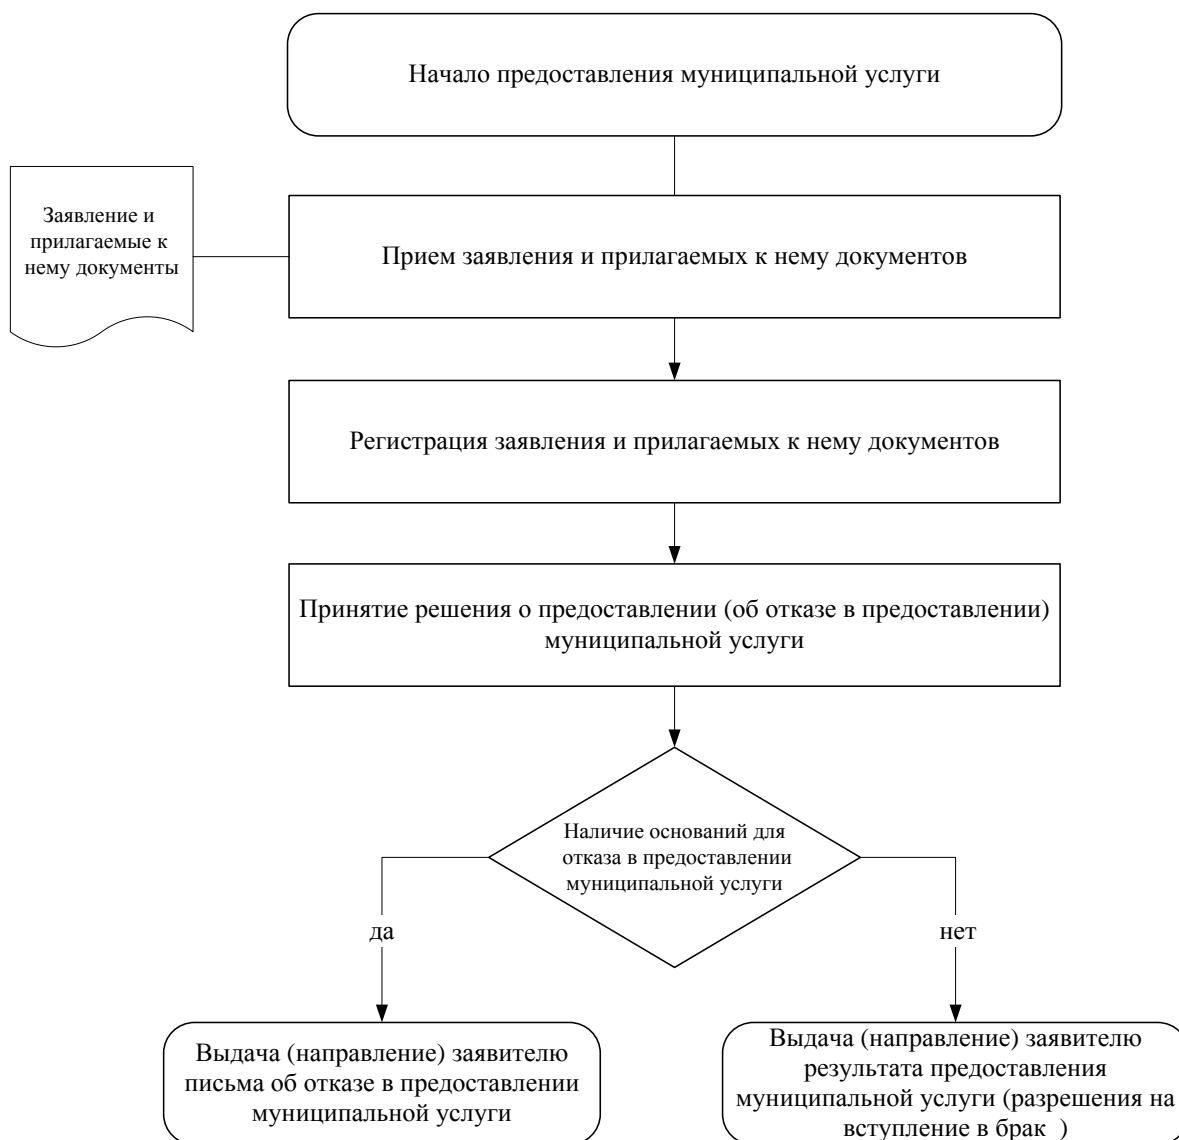 Начало предоставления муниципальной услуги
Заявление и
прилагаемые к
нему документы
Прием заявления и прилагаемых к нему документов
Регистрация заявления и прилагаемых к нему документов
Принятие решения о предоставлении (об отказе в предоставлении)
муниципальной услуги
Наличие оснований для
отказа в предоставлении
муниципальной услуги
да
нет
Выдача (направление) заявителю
письма об отказе в предоставлении
муниципальной услуги
Выдача (направление) заявителю
результата предоставления
муниципальной услуги (разрешения на
вступление в брак  )